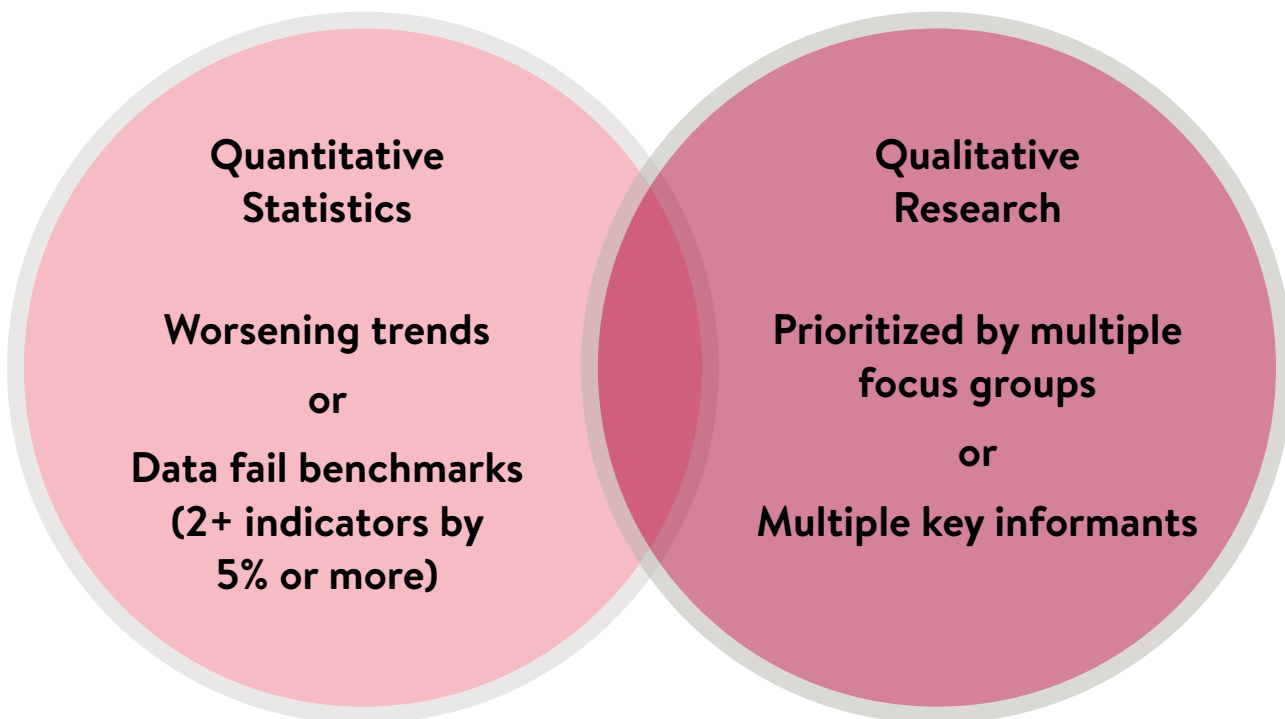 Quantitative
Statistics
Worsening trends
or
Data fail benchmarks
(2+ indicators by
5% or more)
Qualitative
Research
Prioritized by multiple
focus groups
or
Multiple key informants